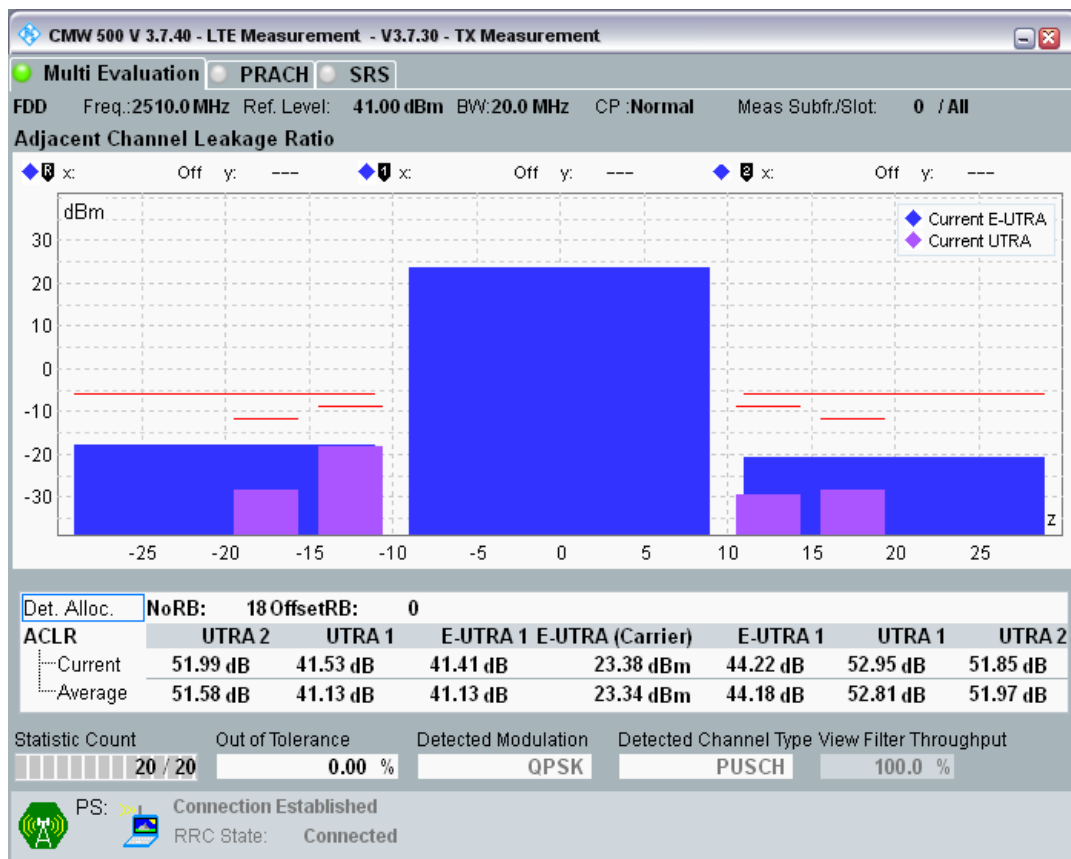 CMW 500 V 3.7.40 - LTE Measurement - V3.7.30 - TX Measurement
Multi Evaluation PRACH SRS
FDD Freq.:2510.0 MHz Ref. Level: 41.00 dBm BW:20.0 MHz CP :Normal Meas Subfr./Slot: 0 / All
Adjacent Channel Leakage Ratio
R x: Off y: --- 1 x: Off y: --- 2 x: Off y: ---
dBm
Current E-UTRA
Current UTRA
30
20
10
0
-10
-20
-30
z
-25 -20 -15 -10 -5 0 5 10 15 20 25
Det. Alloc. NoRB: 18 OffsetRB: 0
ACLR UTRA 2 UTRA 1 E-UTRA 1 E-UTRA (Carrier) E-UTRA 1 UTRA 1 UTRA 2
Current 51.99 dB 41.53 dB 41.41 dB 23.38 dBm 44.22 dB 52.95 dB 51.85 dB
Average 51.58 dB 41.13 dB 41.13 dB 23.34 dBm 44.18 dB 52.81 dB 51.97 dB
Statistic Count Out of Tolerance Detected Modulation Detected Channel Type View Filter Throughput
20 / 20 0.00 % QPSK PUSCH 100.0 %
PS: Connection Established
RRC State: Connected